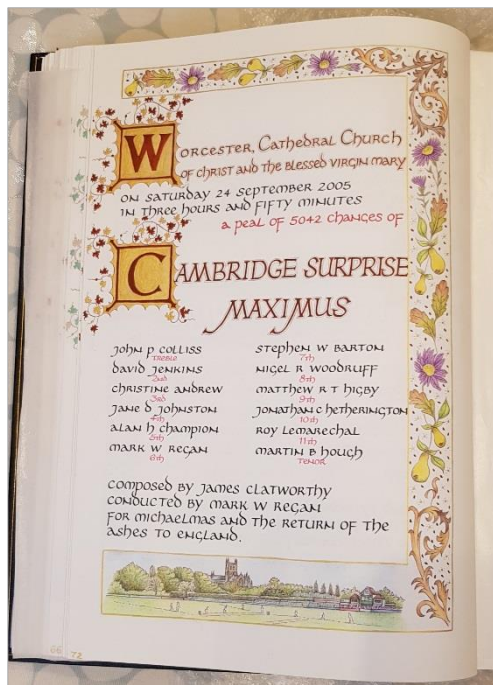 Worcester, Cathedral Church
of Christ and the Blessed Virgin Mary
on Saturday 24 September 2005
in three hours and fifty minutes
a peal of 5042 changes of
CAMBRIDGE SURPRISE
MAXIMUS
John P Colliss
Treble
David Jenkins
2nd
Christine Andrew
3rd
Jane D Johnston
4th
Alan H Champion
5th
Mark W Regan
6th
Stephen W Barton
7th
Nigel R Woodruff
8th
Matthew R T Higby
9th
Jonathan C Hetherington
10th
Roy LeMarechal
11th
Martin B Hough
Tenor
Composed by James Clatworthy
Conducted by Mark W Regan
For Michaelmas and the return of the
Ashes to England.
66 72